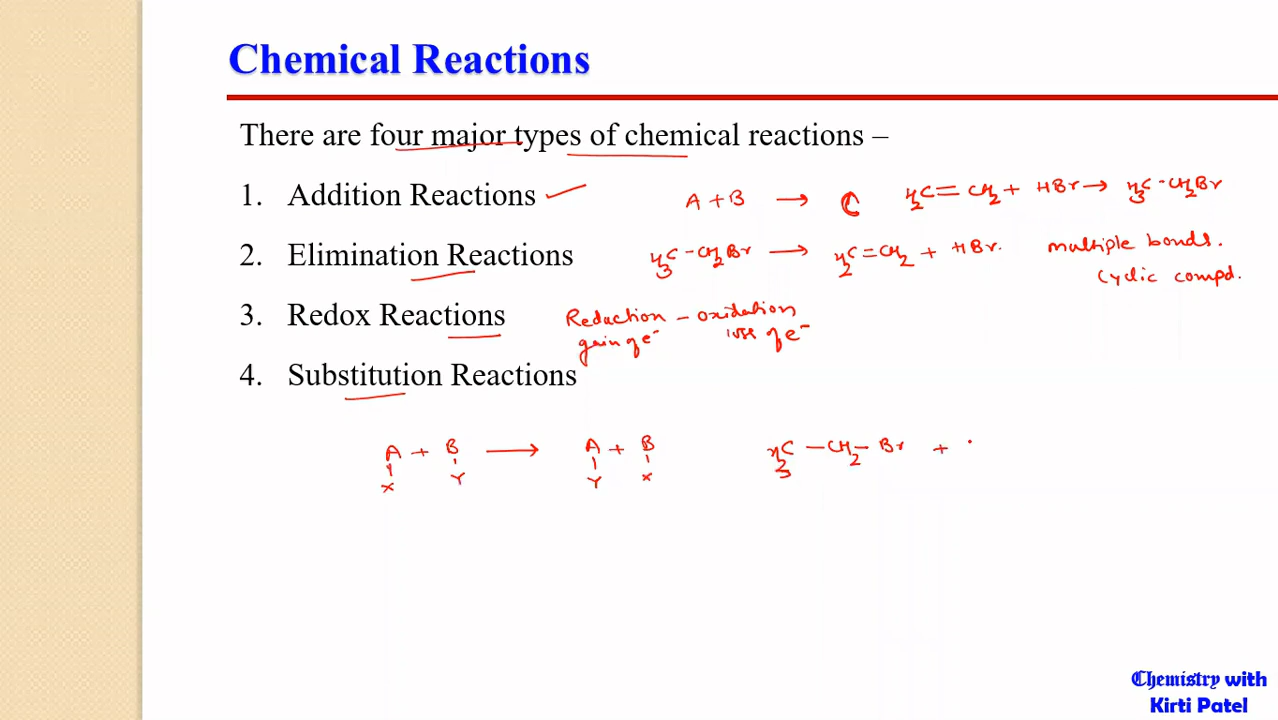 Chemical Reactions
There are four major types of chemical reactions –
1. Addition Reactions A + B → C H₂C=CH₂ + HBr → H₃C-CH₂Br
2. Elimination Reactions H₃C-CH₂Br → H₂C=CH₂ + HBr. multiple bonds.
cyclic compd.
3. Redox Reactions Reduction – oxidation
gain of e⁻ loss of e⁻
4. Substitution Reactions
A + B → A + B H₃C-CH₂-Br +
X Y Y X
Chemistry with
Kirti Patel